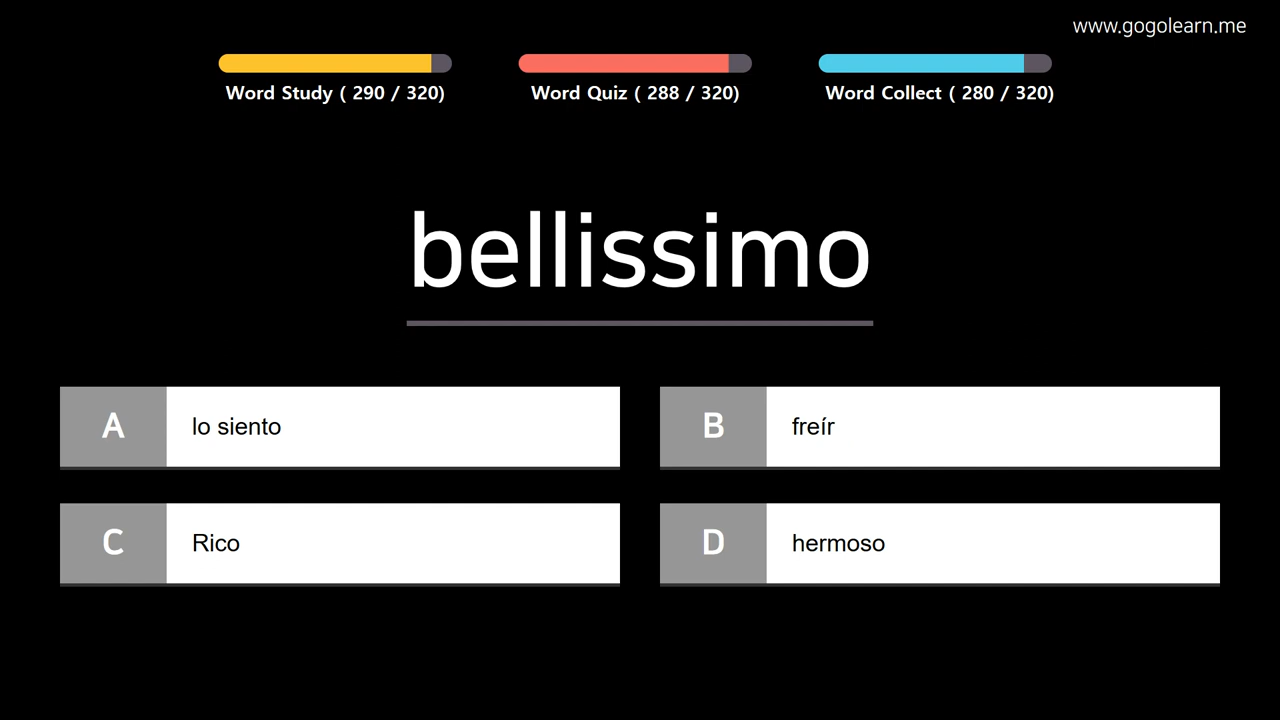 www.gogolearn.me
Word Study ( 290 / 320)
Word Quiz ( 288 / 320)
Word Collect ( 280 / 320)
bellissimo
A
lo siento
B
freír
C
Rico
D
hermoso